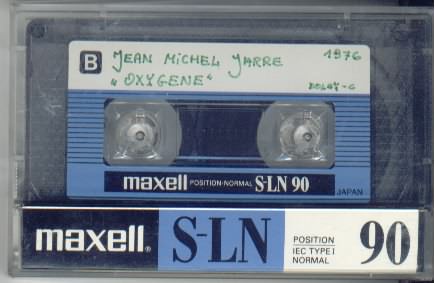 B JEAN MICHEL JARRE 1976
"OXYGENE"
maxell POSITION-NORMAL S-LN 90
JAPAN
maxell S-LN POSITION IEC TYPE I NORMAL 90